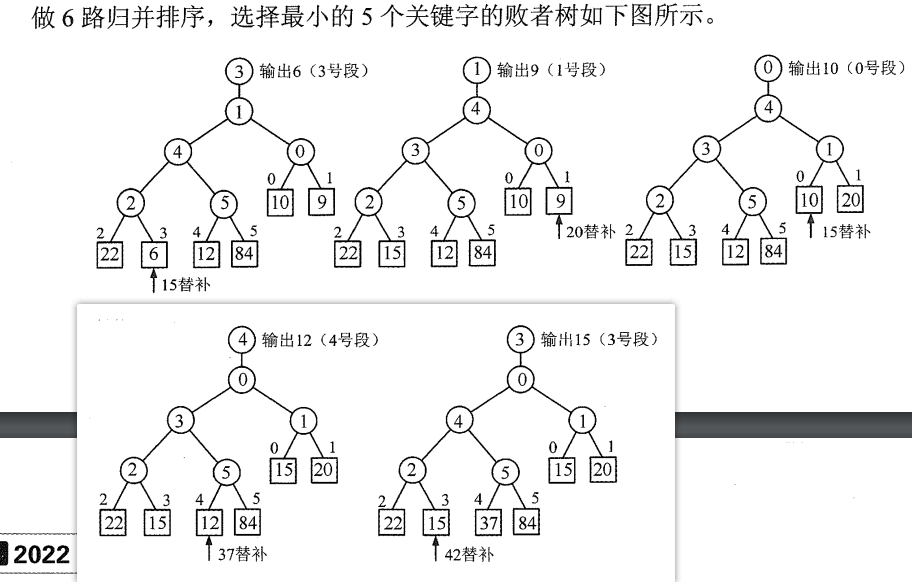 做 6 路归并排序，选择最小的 5 个关键字的败者树如下图所示。
3 输出6（3号段） 1 输出9（1号段） 0 输出10（0号段）
1 4 4
4 0 3 0 3 1
0 1 0 1 0 1
2 5 10 9 2 5 10 9 2 5 10 20
20替补 15替补
2 3 4 5 2 3 4 5 2 3 4 5
22 6 12 84 22 15 12 84 22 15 12 84
15替补
4 输出12（4号段） 3 输出15（3号段）
0 0
3 1 4 1
0 1 0 1
2 5 15 20 2 5 15 20
2 3 4 5 2 3 4 5
22 15 12 84 22 15 37 84
37替补 42替补
2022